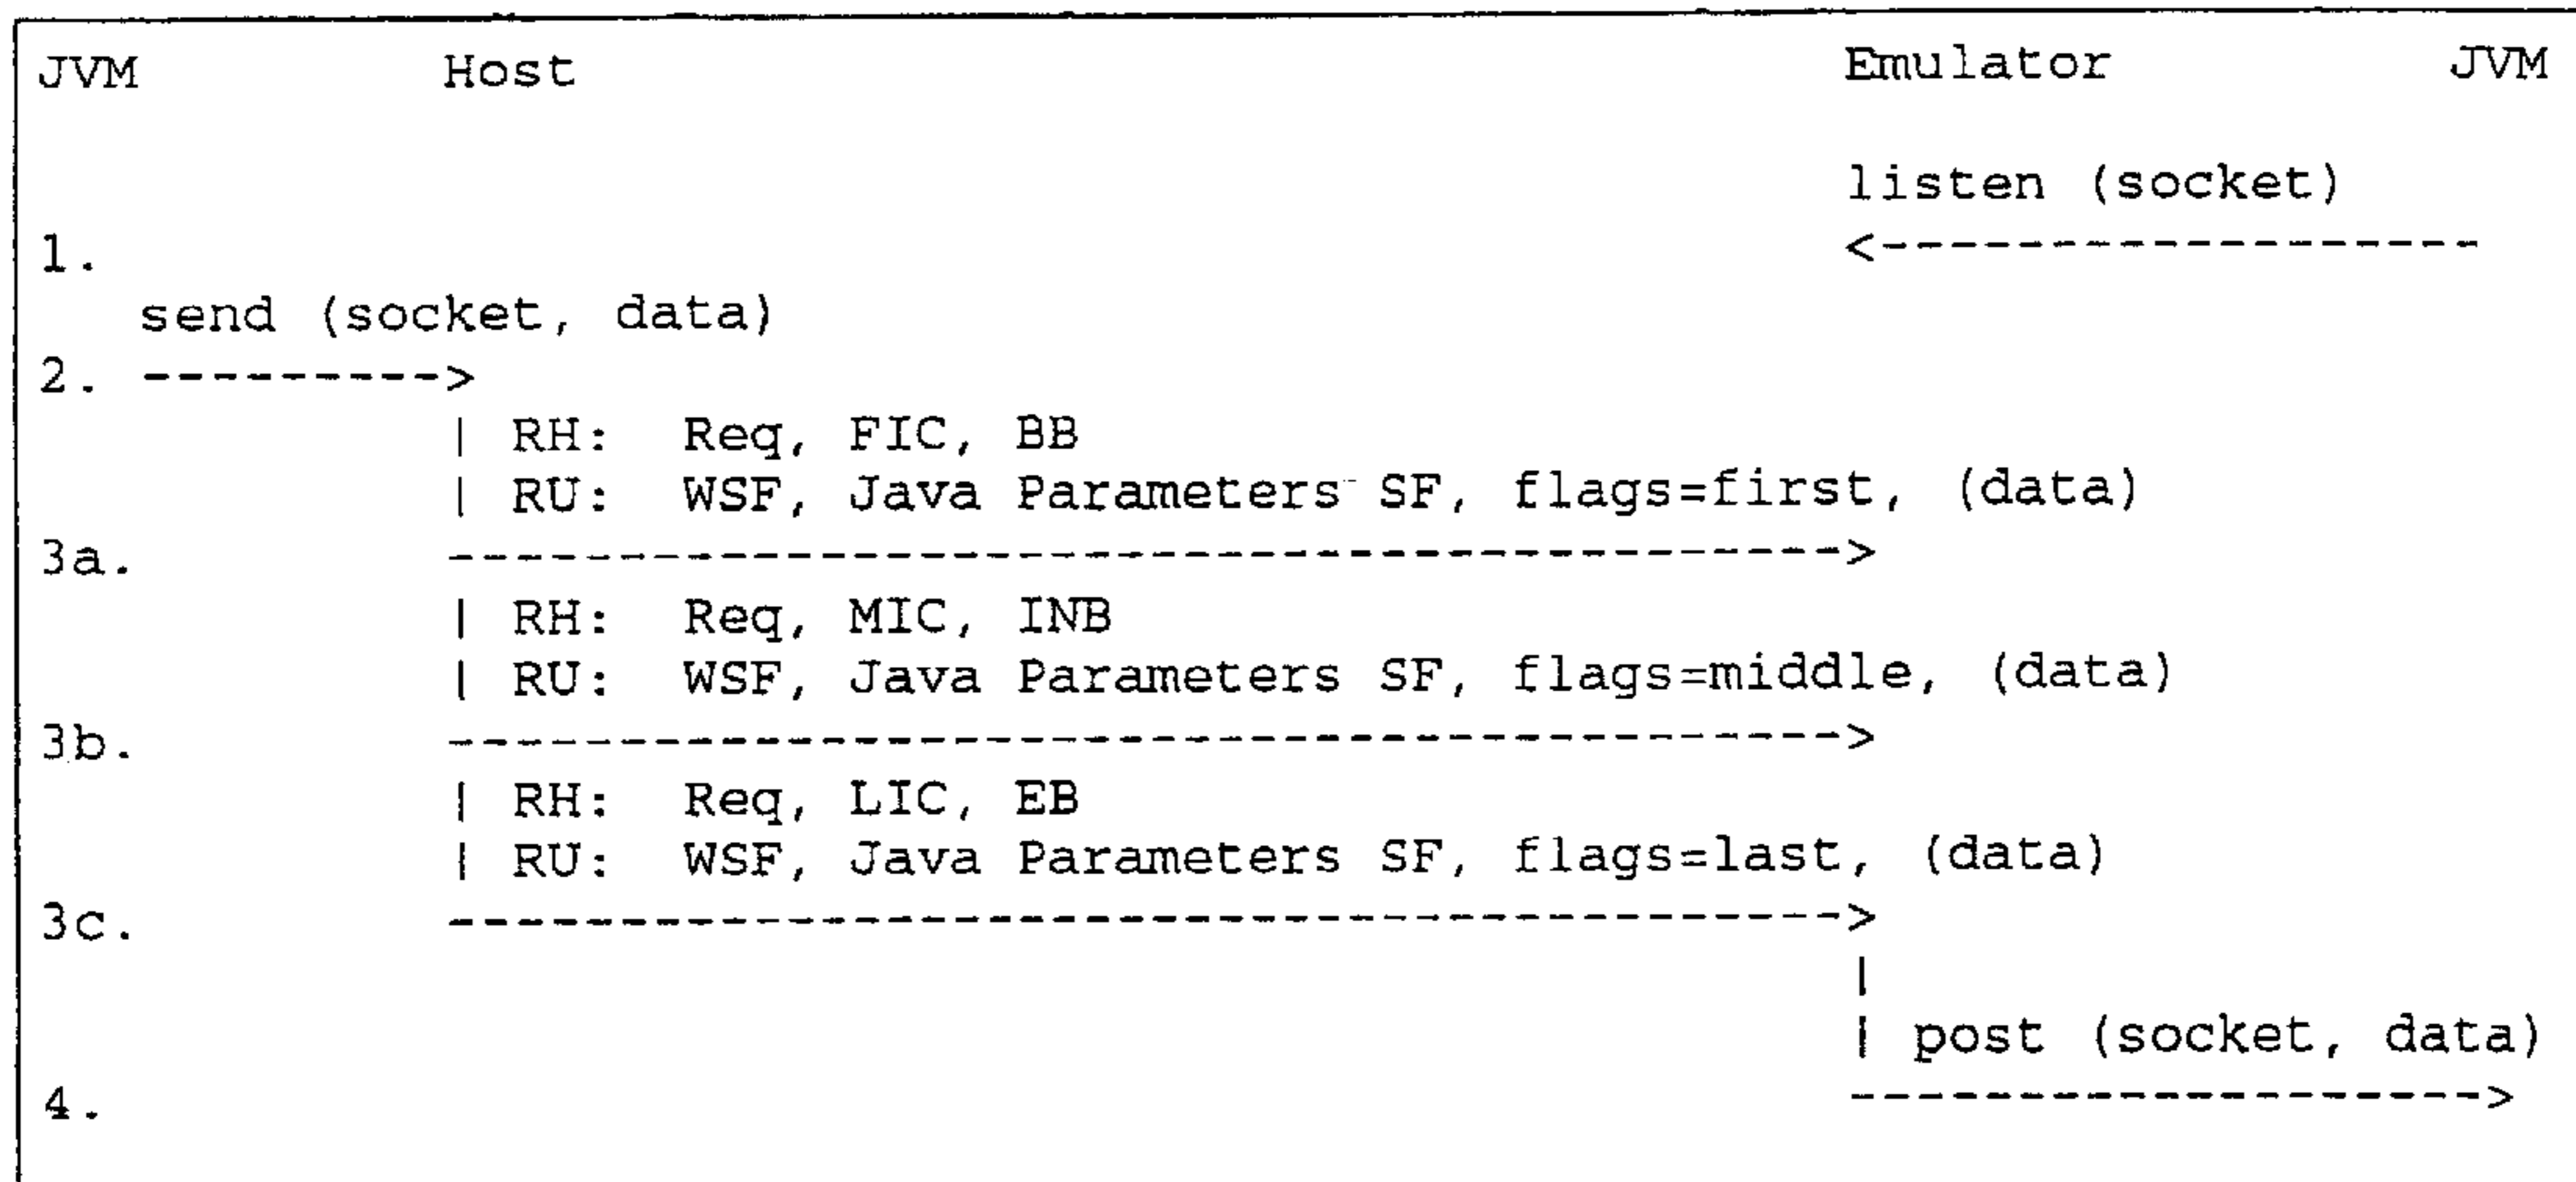 JVM Host Emulator JVM
listen (socket)
1. <-------------------
send (socket, data)
2. --------->
| RH: Req, FIC, BB
| RU: WSF, Java Parameters SF, flags=first, (data)
3a. ----------------------------------------->
| RH: Req, MIC, INB
| RU: WSF, Java Parameters SF, flags=middle, (data)
3b. ----------------------------------------->
| RH: Req, LIC, EB
| RU: WSF, Java Parameters SF, flags=last, (data)
3c. ----------------------------------------->
|
| post (socket, data)
4. ------------------->